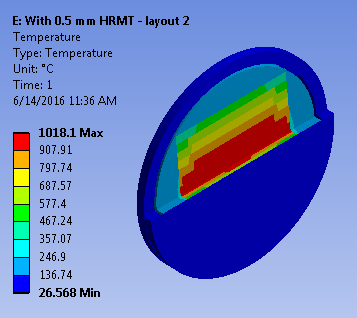 E: With 0.5 mm HRMT - layout 2
Temperature
Type: Temperature
Unit: °C
Time: 1
6/14/2016 11:36 AM
1018.1 Max
907.91
797.74
687.57
577.4
467.24
357.07
246.9
136.74
26.568 Min